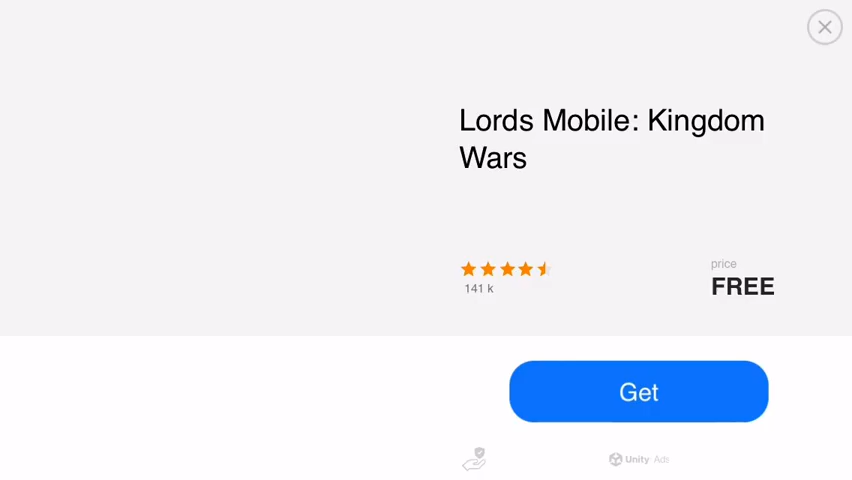 Lords Mobile: Kingdom
Wars
price
141 k
FREE
Get
Unity Ads